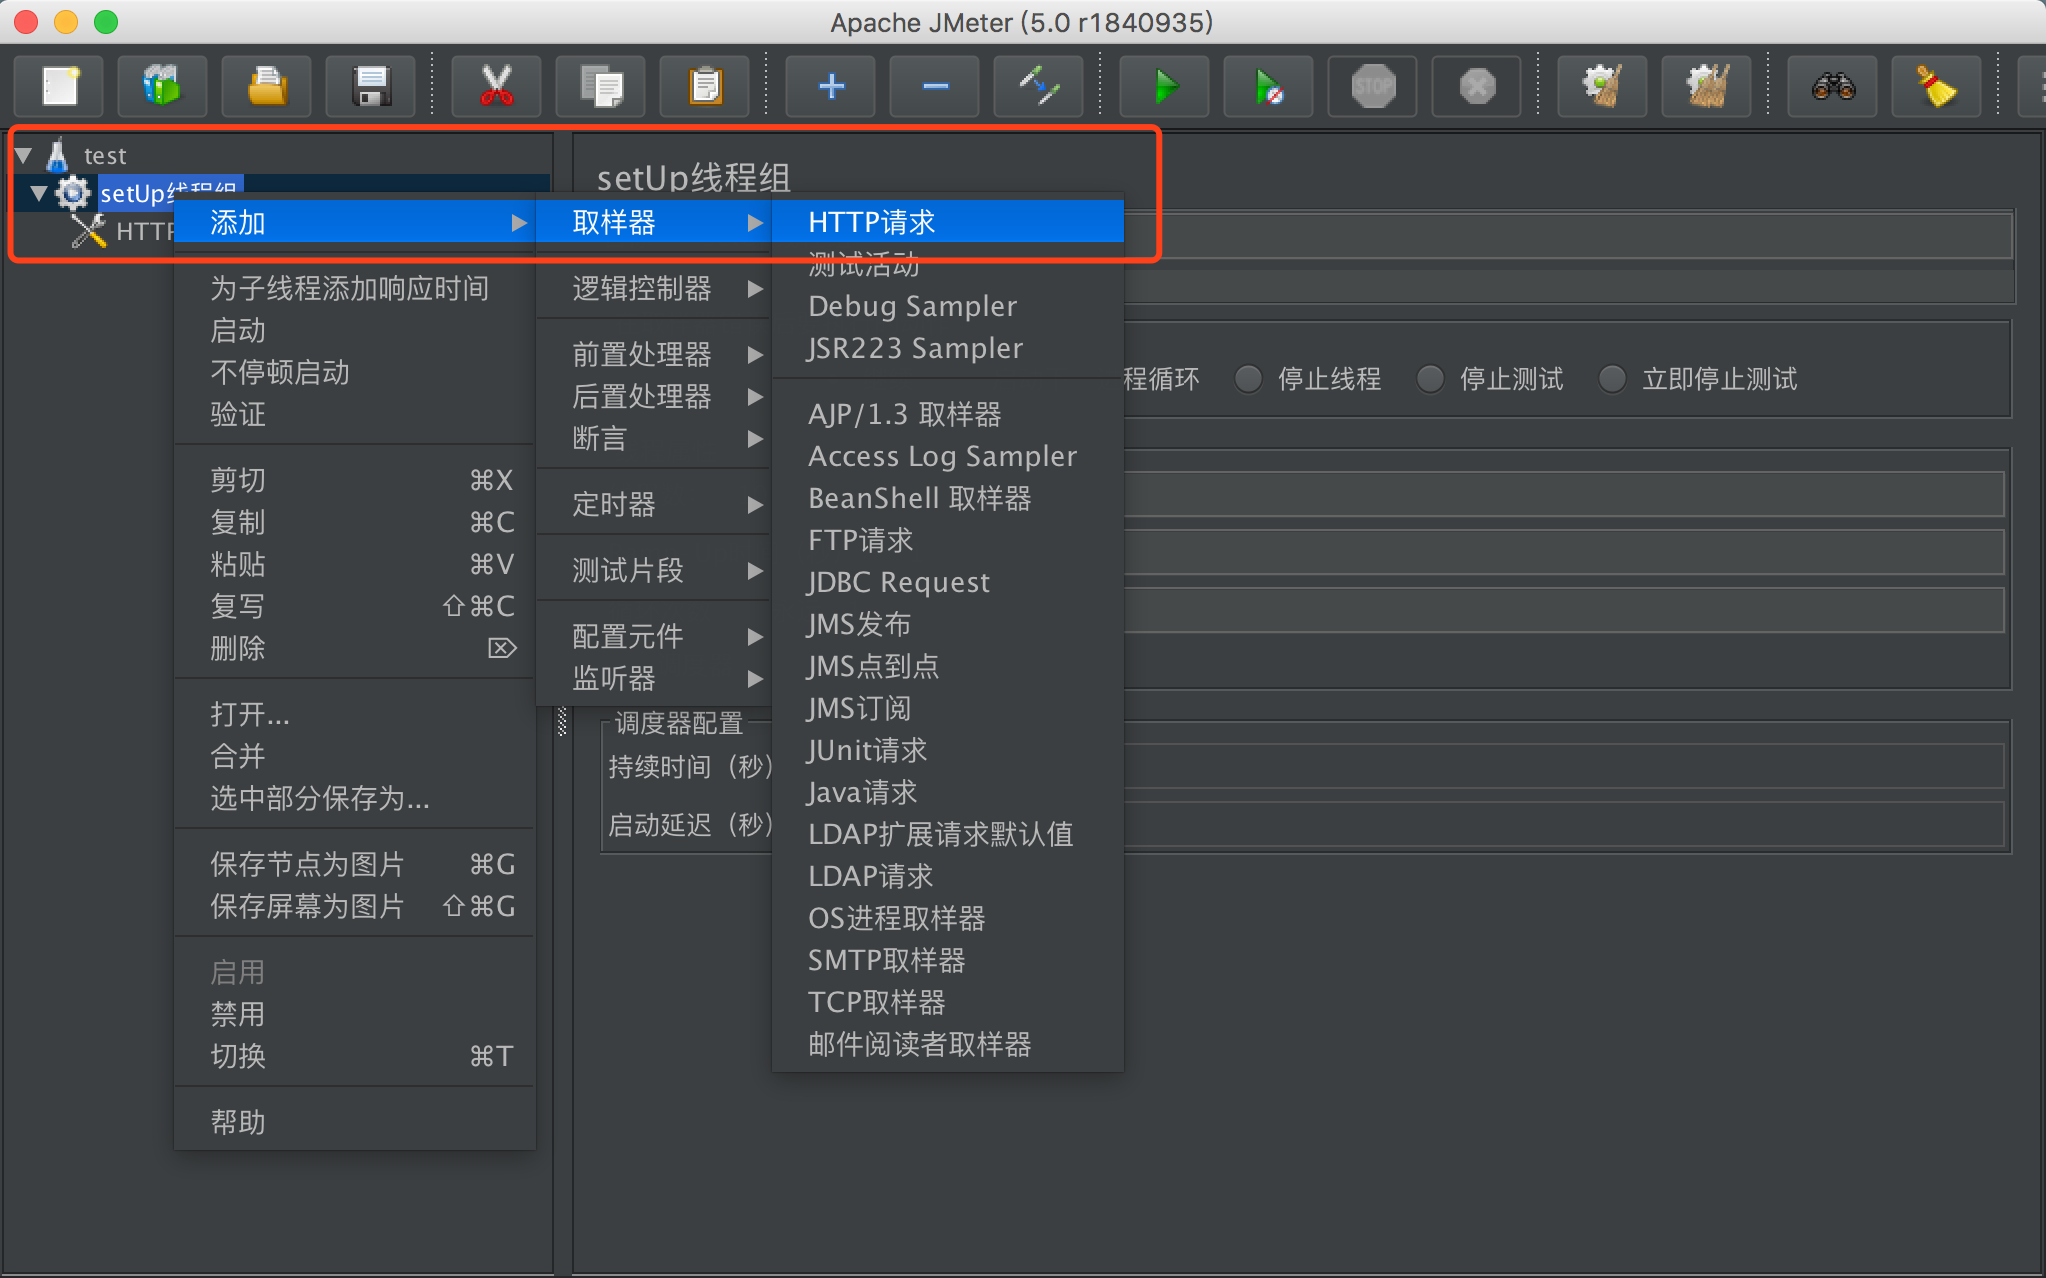 Apache JMeter (5.0 r1840935)
STOP
test
setUp线程组
setUp线程组
HTTP
添加
取样器
HTTP请求
测试活动
为子线程添加响应时间
逻辑控制器
Debug Sampler
启动
JSR223 Sampler
不停顿启动
前置处理器
程循环
停止线程
停止测试
立即停止测试
验证
后置处理器
AJP/1.3 取样器
断言
Access Log Sampler
剪切 ⌘X
定时器
BeanShell 取样器
复制 ⌘C
FTP请求
粘贴 ⌘V
测试片段
JDBC Request
复写 ⇧⌘C
配置元件
JMS发布
删除 ⌦
监听器
JMS点到点
打开...
调度器配置
JMS订阅
合并
持续时间（秒）
JUnit请求
选中部分保存为...
启动延迟（秒）
Java请求
LDAP扩展请求默认值
保存节点为图片 ⌘G
LDAP请求
保存屏幕为图片 ⇧⌘G
OS进程取样器
启用
SMTP取样器
禁用
TCP取样器
切换 ⌘T
邮件阅读者取样器
帮助